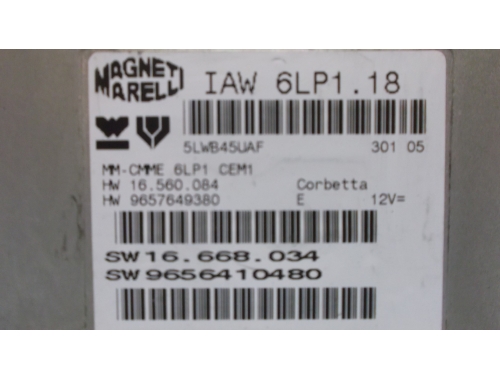 MAGNETI MARELLI
IAW 6LP1.18
5LWB45UAF 301 05
MM-CMME 6LP1 CEM1
HW 16.560.084 Corbetta
HW 9657649380 E 12V=
SW 16.668.034
SW 9656410480